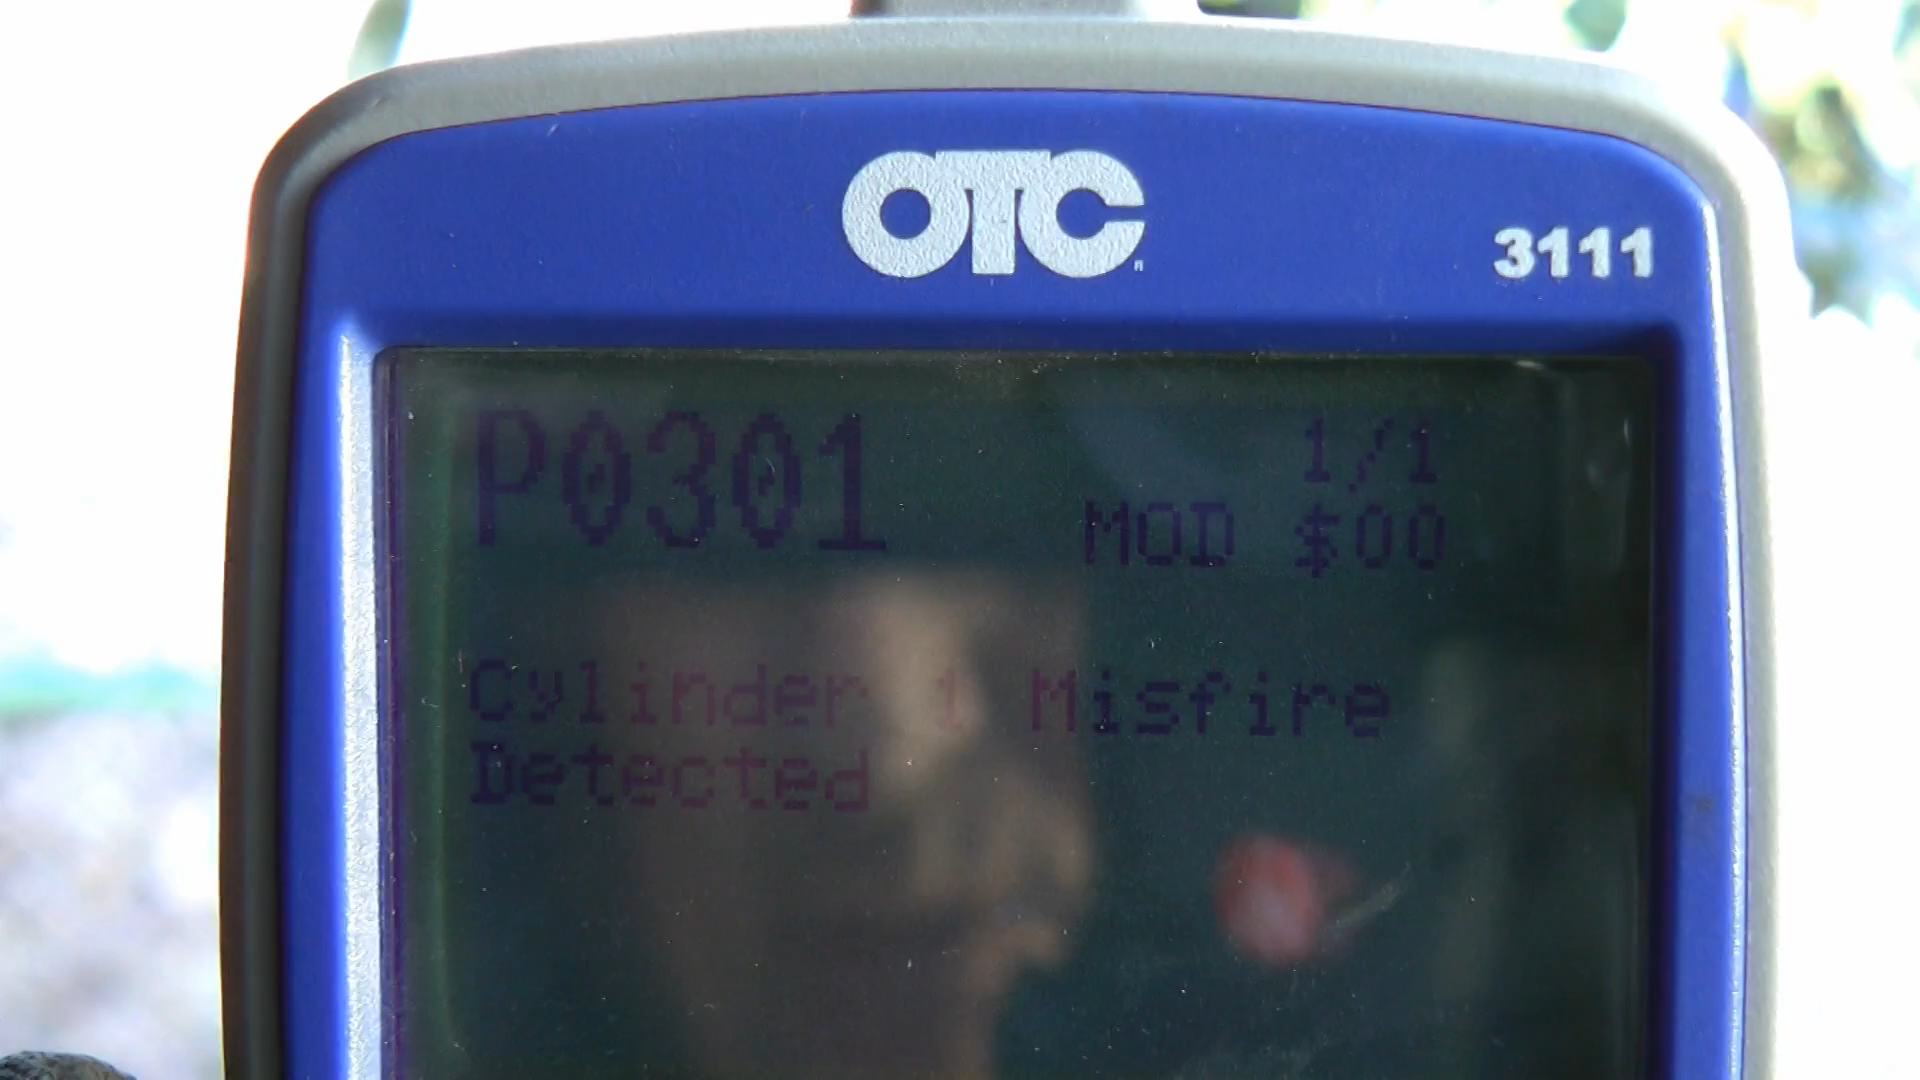 OTC
3111
P0301
1/1
MOD $00
Cylinder 1 Misfire
Detected